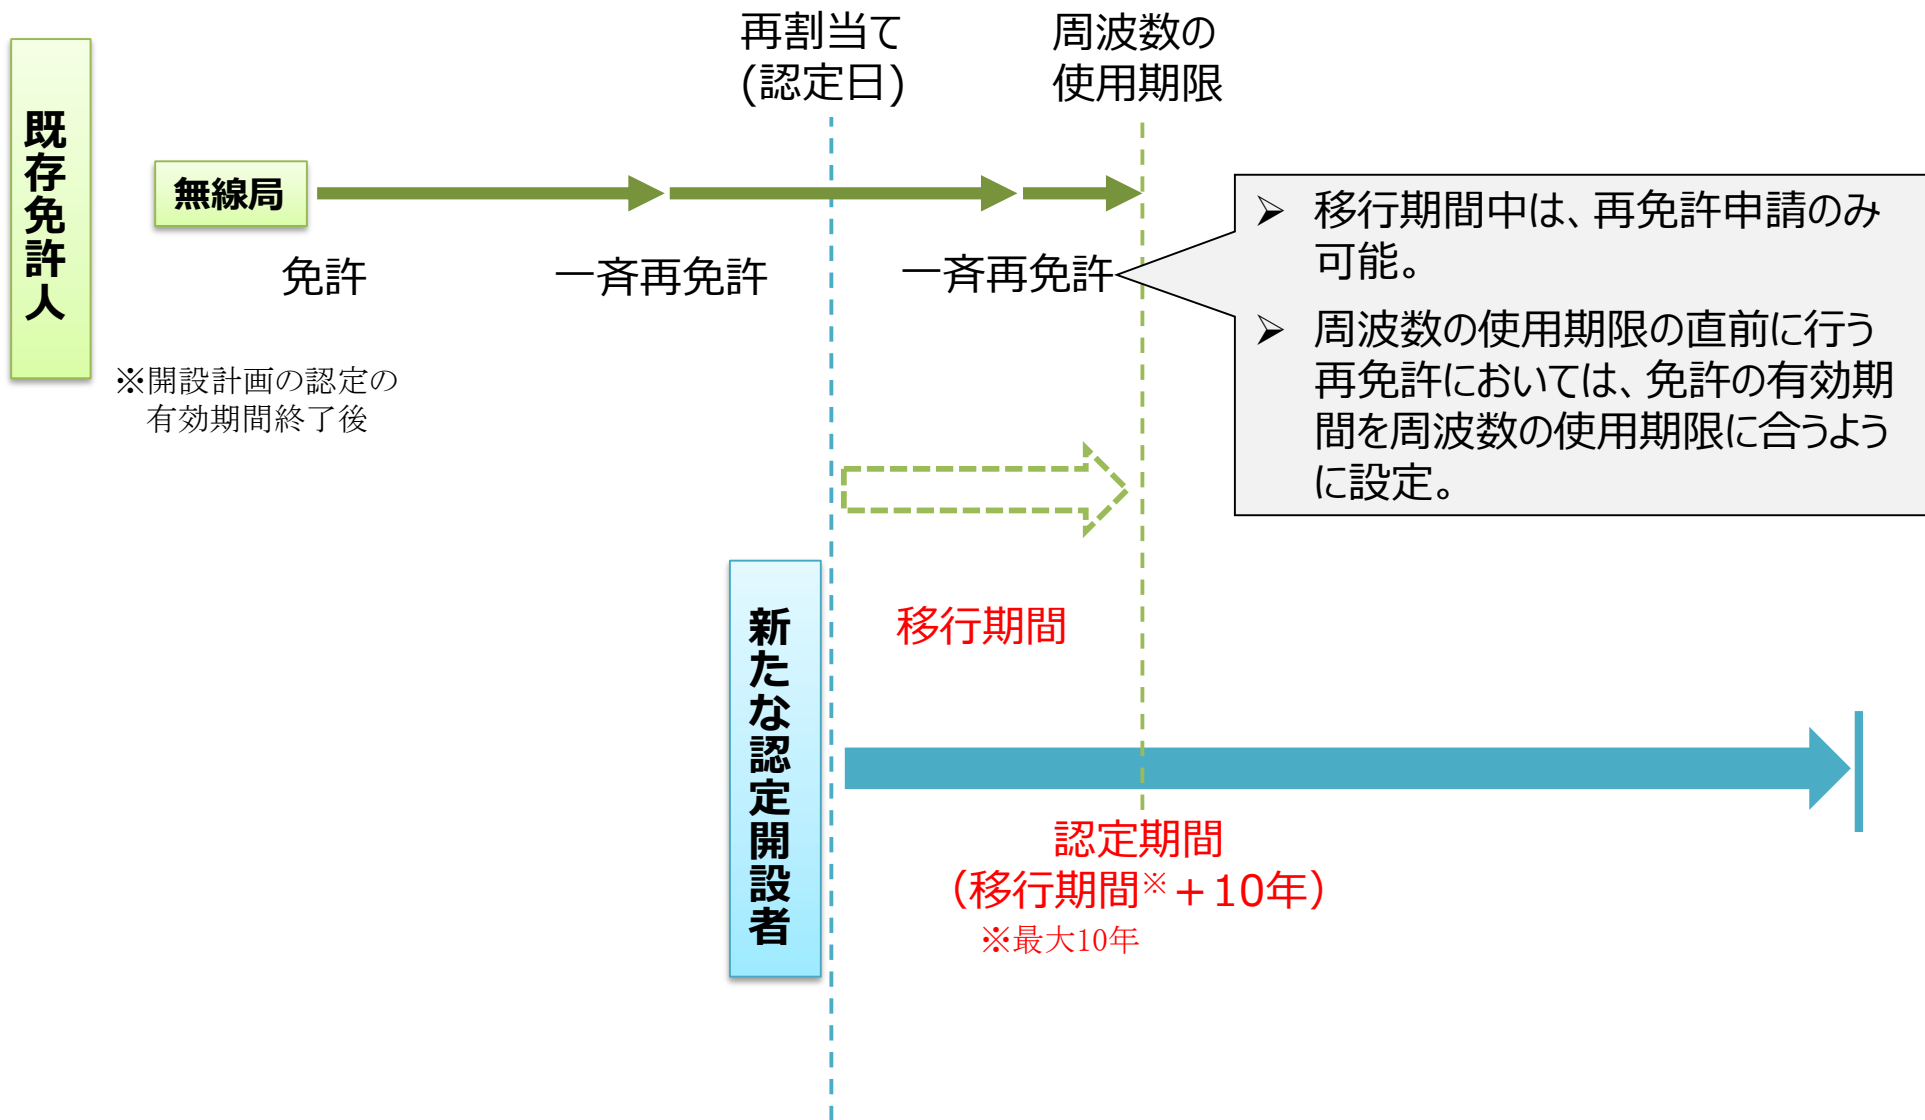 再割当て
(認定日)
周波数の
使用期限
既存免許人
無線局
免許
一斉再免許
一斉再免許
➢ 移行期間中は、再免許申請のみ
可能。
➢ 周波数の使用期限の直前に行う
再免許においては、免許の有効期
間を周波数の使用期限に合うよう
に設定。
※開設計画の認定の
有効期間終了後
新たな認定開設者
移行期間
認定期間
（移行期間※＋10年）
※最大10年